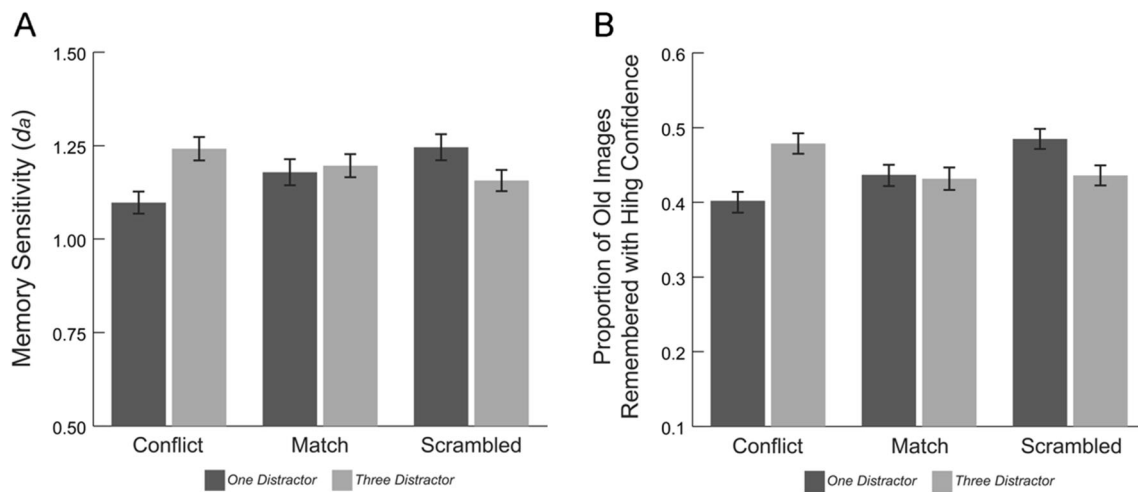 A
Memory Sensitivity (da)
1.50
1.25
1.00
0.75
0.50
Conflict Match Scrambled
One Distractor Three Distractor
B
Proportion of Old Images
Remembered with Hihg Confidence
0.6
0.5
0.4
0.3
0.2
0.1
Conflict Match Scrambled
One Distractor Three Distractor